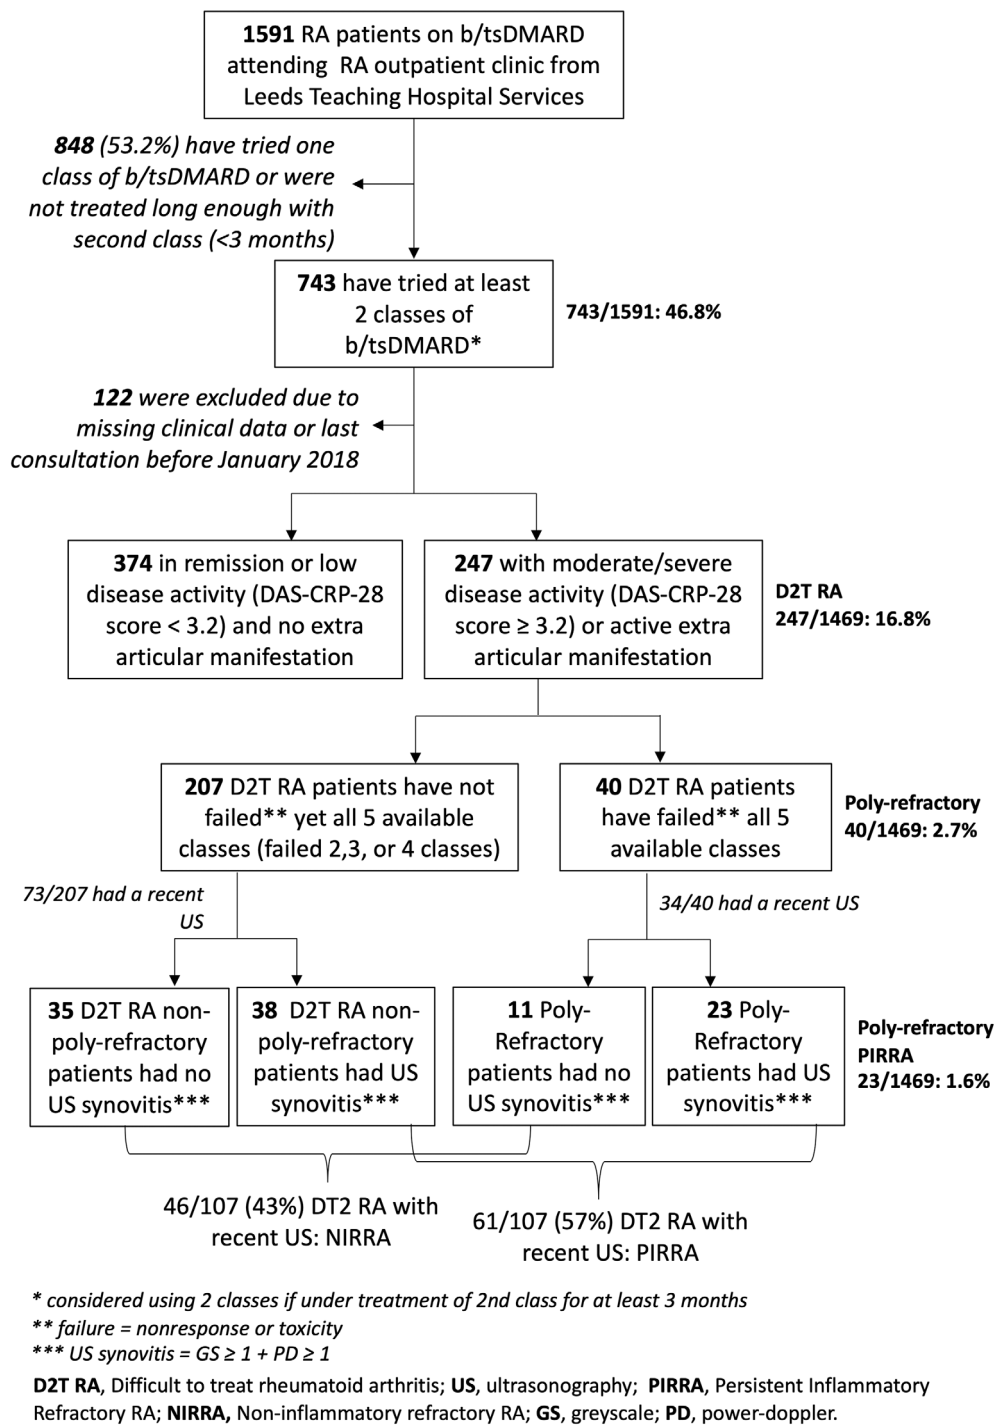 1591 RA patients on b/tsDMARD
attending RA outpatient clinic from
Leeds Teaching Hospital Services
848 (53.2%) have tried one
class of b/tsDMARD or were
not treated long enough with
second class (<3 months)
743 have tried at least
2 classes of
b/tsDMARD*
743/1591: 46.8%
122 were excluded due to
missing clinical data or last
consultation before January 2018
374 in remission or low
disease activity (DAS-CRP-28
score < 3.2) and no extra
articular manifestation
247 with moderate/severe
disease activity (DAS-CRP-28
score ≥ 3.2) or active extra
articular manifestation
D2T RA
247/1469: 16.8%
207 D2T RA patients have not
failed** yet all 5 available
classes (failed 2,3, or 4 classes)
40 D2T RA patients
have failed** all 5
available classes
Poly-refractory
40/1469: 2.7%
73/207 had a recent
US
34/40 had a recent US
35 D2T RA non-
poly-refractory
patients had no
US synovitis***
38 D2T RA non-
poly-refractory
patients had US
synovitis***
11 Poly-
Refractory
patients had no
US synovitis***
23 Poly-
Refractory
patients had US
synovitis***
Poly-refractory
PIRRA
23/1469: 1.6%
46/107 (43%) DT2 RA with
recent US: NIRRA
61/107 (57%) DT2 RA with
recent US: PIRRA
* considered using 2 classes if under treatment of 2nd class for at least 3 months
** failure = nonresponse or toxicity
*** US synovitis = GS ≥ 1 + PD ≥ 1
D2T RA, Difficult to treat rheumatoid arthritis; US, ultrasonography; PIRRA, Persistent Inflammatory
Refractory RA; NIRRA, Non-inflammatory refractory RA; GS, greyscale; PD, power-doppler.